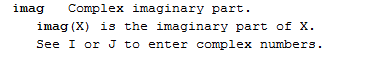 imag   Complex imaginary part.
imag(X) is the imaginary part of X.
See I or J to enter complex numbers.